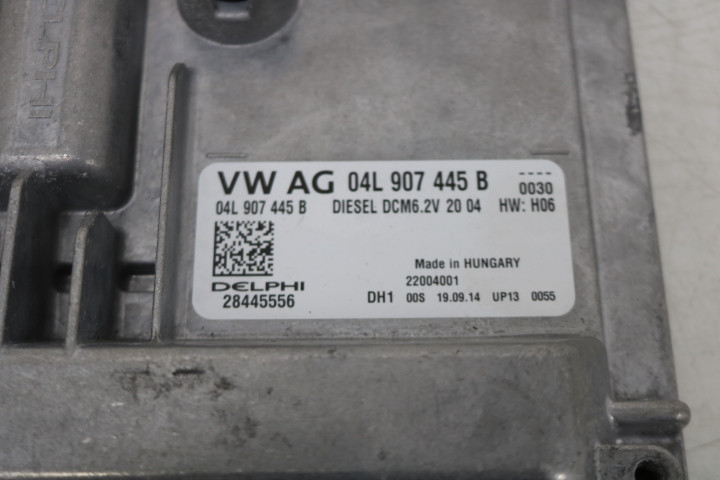 DELPHI
VW AG 04L 907 445 B ----
0030
04L 907 445 B DIESEL DCM6.2V 20 04 HW: H06
Made in HUNGARY
22004001
DELPHI
28445556 DH1 00S 19.09.14 UP13 0055